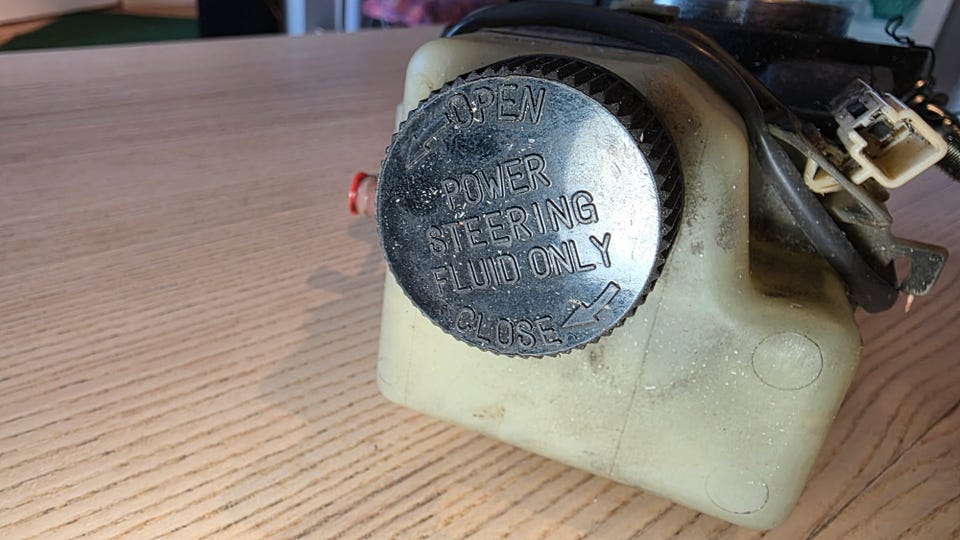 OPEN
POWER
STEERING
FLUID ONLY
CLOSE